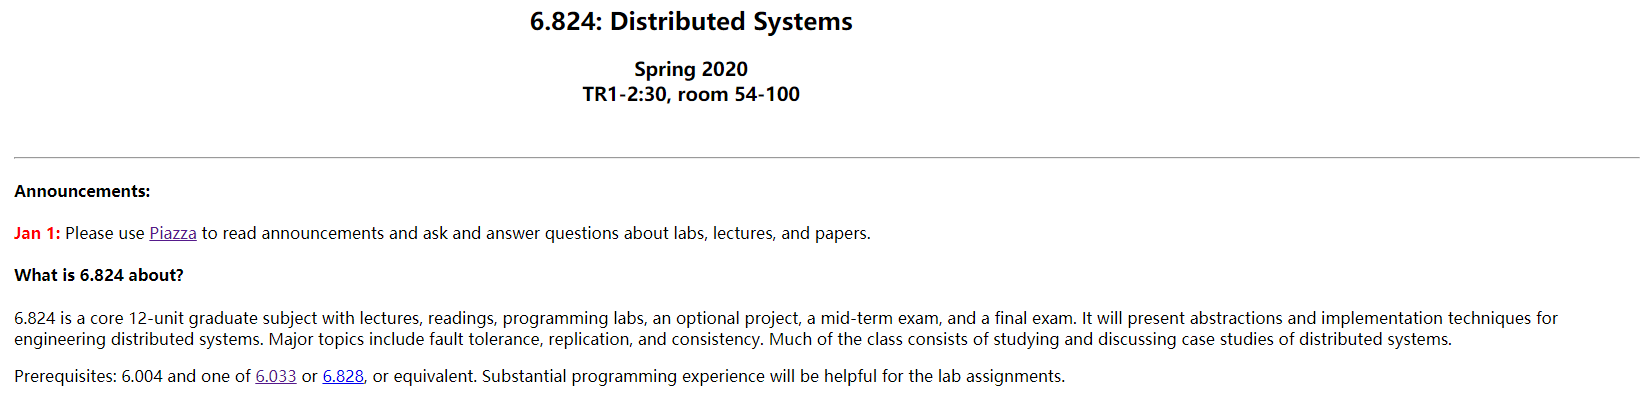 6.824: Distributed Systems
Spring 2020
TR1-2:30, room 54-100
Announcements:
Jan 1: Please use Piazza to read announcements and ask and answer questions about labs, lectures, and papers.
What is 6.824 about?
6.824 is a core 12-unit graduate subject with lectures, readings, programming labs, an optional project, a mid-term exam, and a final exam. It will present abstractions and implementation techniques for
engineering distributed systems. Major topics include fault tolerance, replication, and consistency. Much of the class consists of studying and discussing case studies of distributed systems.
Prerequisites: 6.004 and one of 6.033 or 6.828, or equivalent. Substantial programming experience will be helpful for the lab assignments.